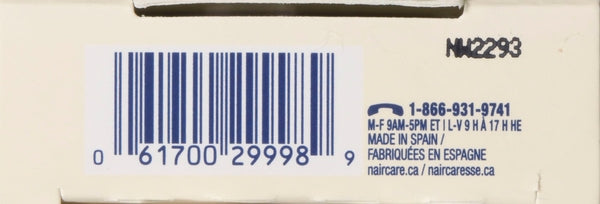 NW2293
1-866-931-9741
M-F 9AM-5PM ET | L-V 9 H À 17 H HE
MADE IN SPAIN /
FABRIQUÉES EN ESPAGNE
naircare.ca / naircaresse.ca
0 61700 29998 9